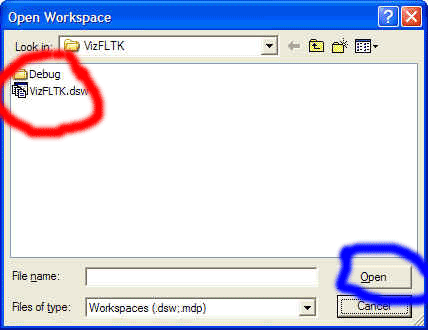 Open Workspace
Look in: VizFLTK
Debug
VizFLTK.dsw
File name: Open
Files of type: Workspaces (.dsw;.mdp) Cancel